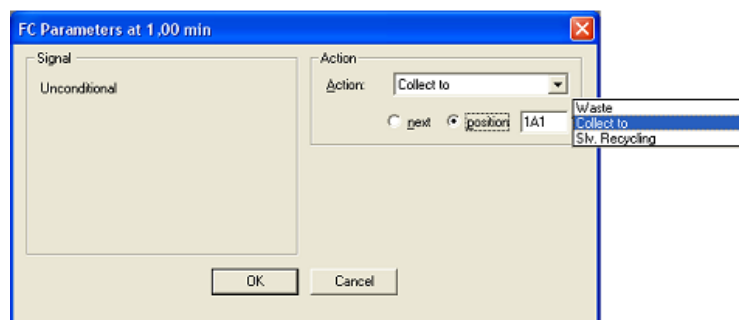 FC Parameters at 1,00 min
Signal
Unconditional
Action
Action:
Collect to
next
position
1A1
Waste
Collect to
Slv. Recycling
OK
Cancel